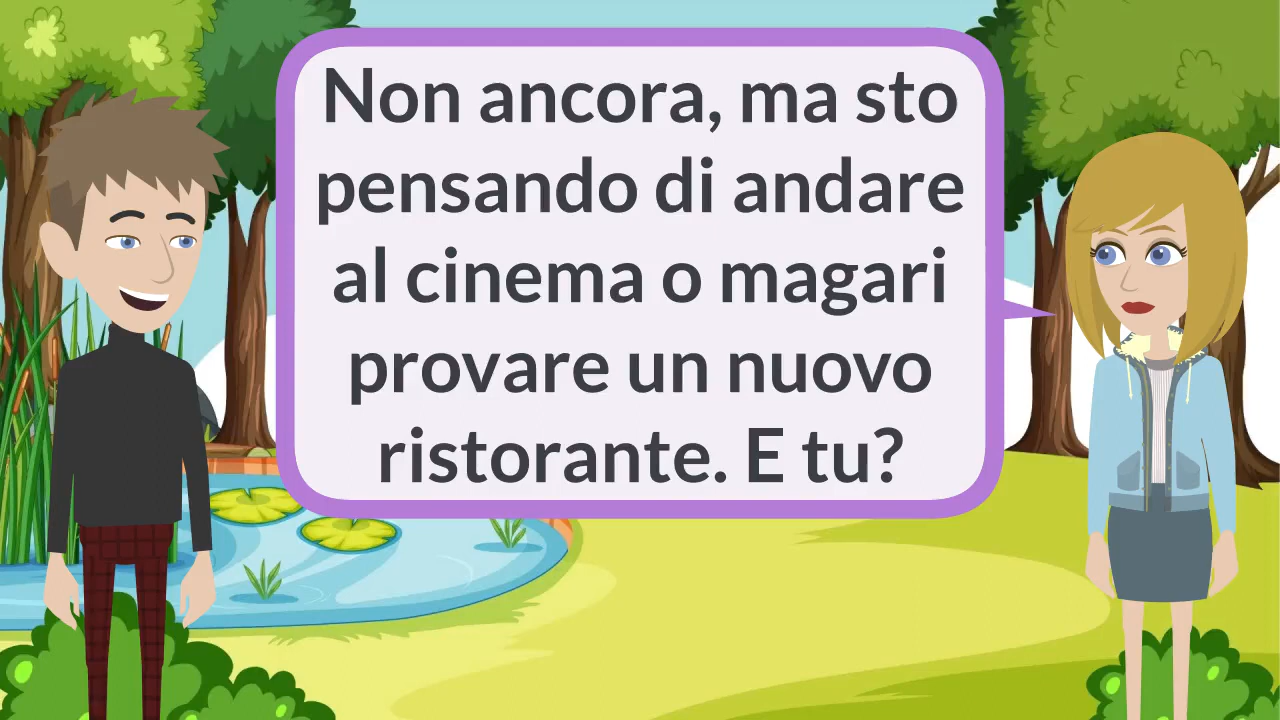 Non ancora, ma sto
pensando di andare
al cinema o magari
provare un nuovo
ristorante. E tu?